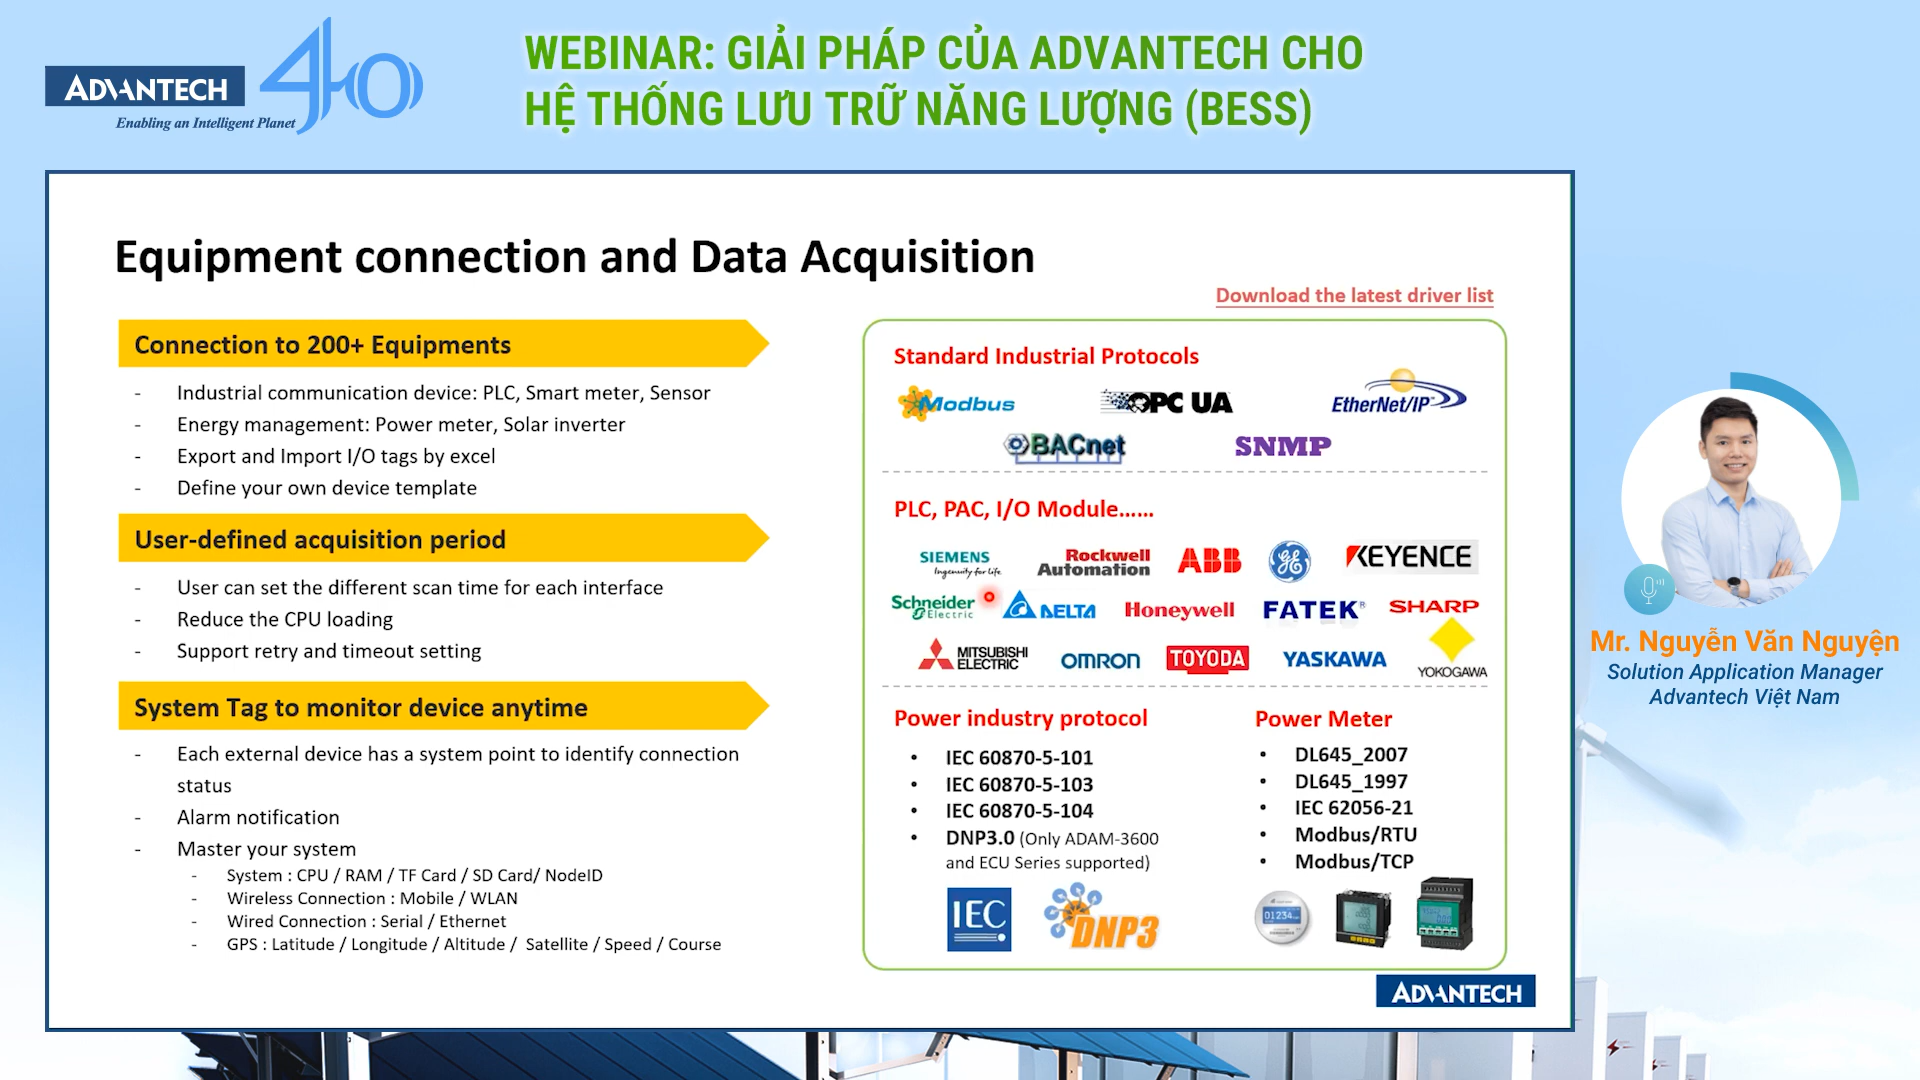 ADVANTECH
Enabling an Intelligent Planet
40
WEBINAR: GIẢI PHÁP CỦA ADVANTECH CHO
HỆ THỐNG LƯU TRỮ NĂNG LƯỢNG (BESS)
Equipment connection and Data Acquisition
Download the latest driver list
Connection to 200+ Equipments
- Industrial communication device: PLC, Smart meter, Sensor
- Energy management: Power meter, Solar inverter
- Export and Import I/O tags by excel
- Define your own device template
User-defined acquisition period
- User can set the different scan time for each interface
- Reduce the CPU loading
- Support retry and timeout setting
System Tag to monitor device anytime
- Each external device has a system point to identify connection
status
- Alarm notification
- Master your system
- System : CPU / RAM / TF Card / SD Card/ NodeID
- Wireless Connection : Mobile / WLAN
- Wired Connection : Serial / Ethernet
- GPS : Latitude / Longitude / Altitude / Satellite / Speed / Course
Standard Industrial Protocols
Modbus
OPC UA
EtherNet/IP
BACnet
SNMP
PLC, PAC, I/O Module......
SIEMENS
Ingenuity for life
Rockwell
Automation
ABB
GE
KEYENCE
Schneider
Electric
DELTA
Honeywell
FATEK®
SHARP
MITSUBISHI
ELECTRIC
OMRON
TOYODA
YASKAWA
YOKOGAWA
Power industry protocol
• IEC 60870-5-101
• IEC 60870-5-103
• IEC 60870-5-104
• DNP3.0 (Only ADAM-3600
and ECU Series supported)
IEC
DNP3
Power Meter
• DL645_2007
• DL645_1997
• IEC 62056-21
• Modbus/RTU
• Modbus/TCP
01234
ADVANTECH
Mr. Nguyễn Văn Nguyện
Solution Application Manager
Advantech Việt Nam